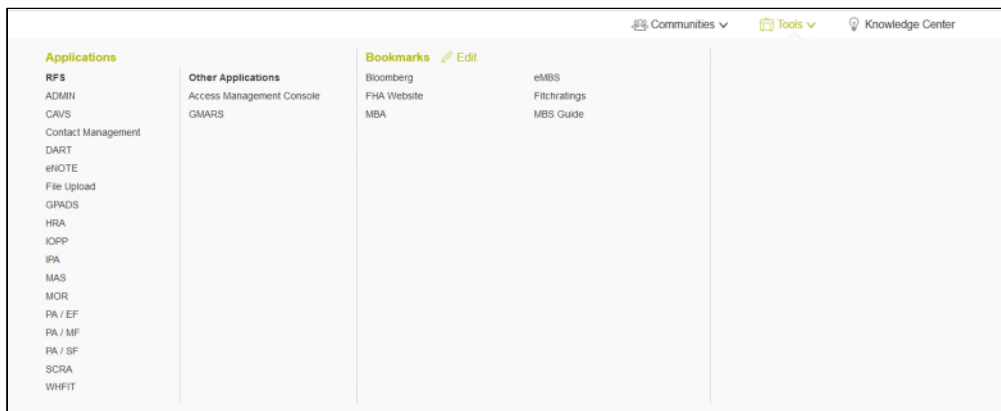 Communities
Tools
Knowledge Center
Applications
RFS
ADMIN
CAVS
Contact Management
DART
eNOTE
File Upload
GPADS
HRA
IOPP
IPA
MAS
MOR
PA / EF
PA / MF
PA / SF
SCRA
WHFIT
Other Applications
Access Management Console
GMARS
Bookmarks Edit
Bloomberg
FHA Website
MBA
eMBS
Fitchratings
MBS Guide